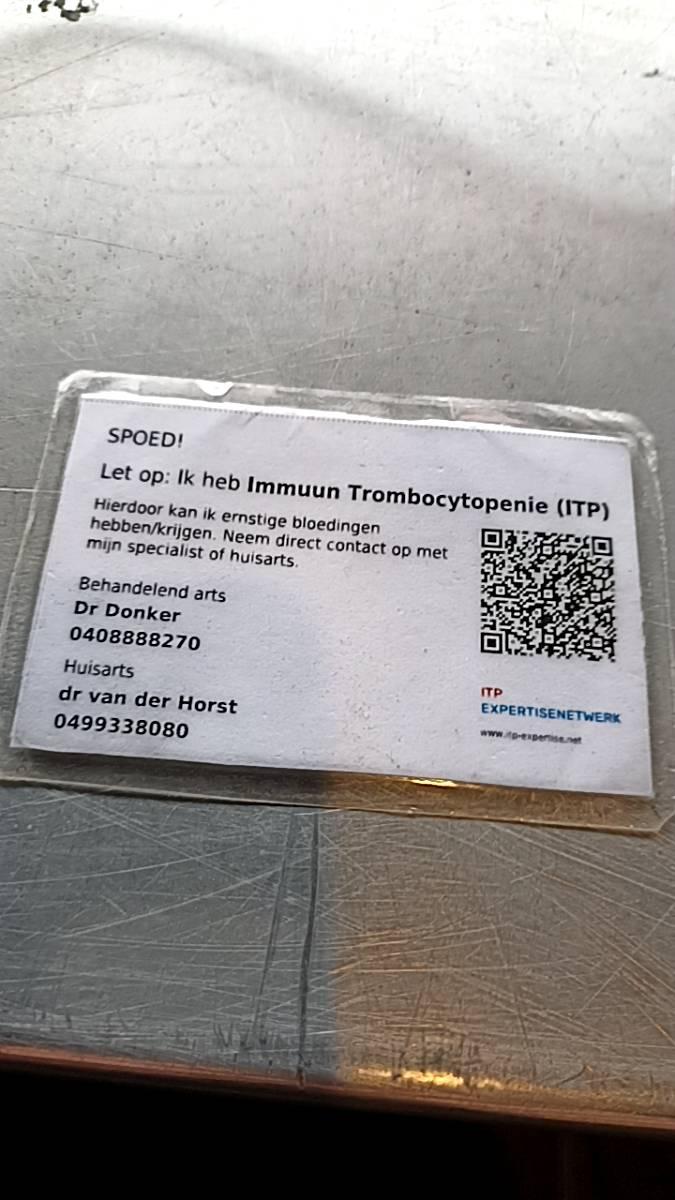 SPOED!
Let op: Ik heb Immuun Trombocytopenie (ITP)
Hierdoor kan ik ernstige bloedingen
hebben/krijgen. Neem direct contact op met
mijn specialist of huisarts.
Behandelend arts
Dr Donker
0408888270
Huisarts
dr van der Horst
0499338080
ITP
EXPERTISENETWERK
www.itp-expertise.net